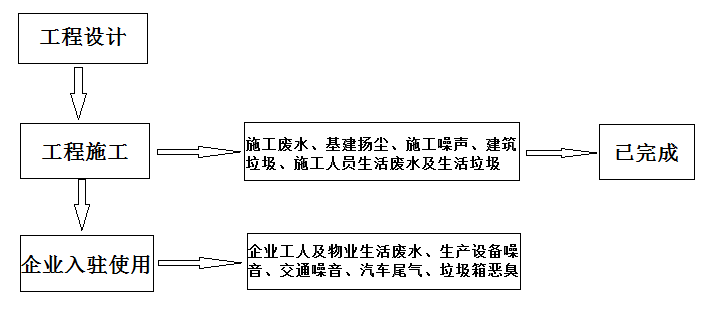 工程设计
工程施工
施工废水、基建扬尘、施工噪声、建筑
垃圾、施工人员生活废水及生活垃圾
已完成
企业入驻使用
企业工人及物业生活废水、生产设备噪
音、交通噪音、汽车尾气、垃圾箱恶臭